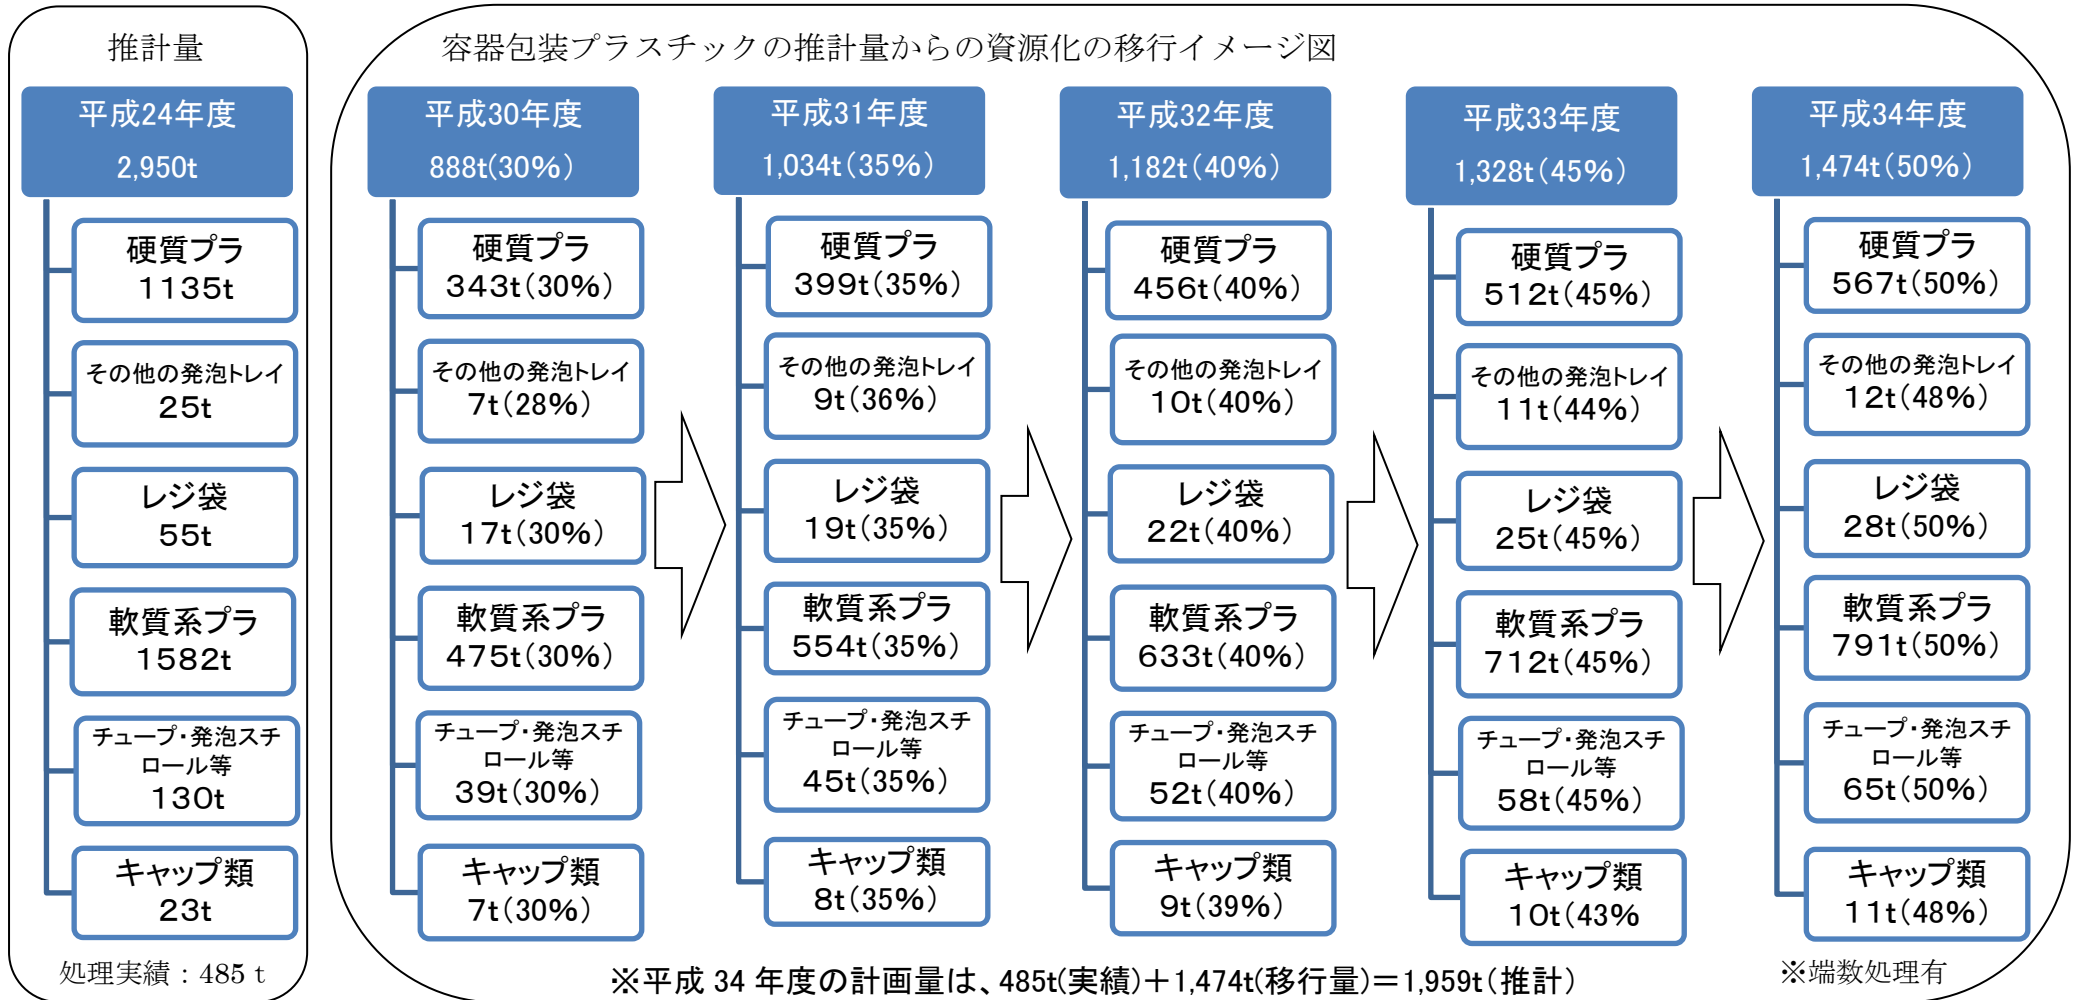 推計量
平成24年度
2,950t
硬質プラ
1135t
その他の発泡トレイ
25t
レジ袋
55t
軟質系プラ
1582t
チューブ・発泡スチ
ロール等
130t
キャップ類
23t
処理実績：485 t
容器包装プラスチックの推計量からの資源化の移行イメージ図
平成30年度
888t(30%)
硬質プラ
343t(30%)
その他の発泡トレイ
7t(28%)
レジ袋
17t(30%)
軟質系プラ
475t(30%)
チューブ・発泡スチ
ロール等
39t(30%)
キャップ類
7t(30%)
平成31年度
1,034t(35%)
硬質プラ
399t(35%)
その他の発泡トレイ
9t(36%)
レジ袋
19t(35%)
軟質系プラ
554t(35%)
チューブ・発泡スチ
ロール等
45t(35%)
キャップ類
8t(35%)
平成32年度
1,182t(40%)
硬質プラ
456t(40%)
その他の発泡トレイ
10t(40%)
レジ袋
22t(40%)
軟質系プラ
633t(40%)
チューブ・発泡スチ
ロール等
52t(40%)
キャップ類
9t(39%)
平成33年度
1,328t(45%)
硬質プラ
512t(45%)
その他の発泡トレイ
11t(44%)
レジ袋
25t(45%)
軟質系プラ
712t(45%)
チューブ・発泡スチ
ロール等
58t(45%)
キャップ類
10t(43%
平成34年度
1,474t(50%)
硬質プラ
567t(50%)
その他の発泡トレイ
12t(48%)
レジ袋
28t(50%)
軟質系プラ
791t(50%)
チューブ・発泡スチ
ロール等
65t(50%)
キャップ類
11t(48%)
※平成 34 年度の計画量は、485t(実績)＋1,474t(移行量)＝1,959t(推計)
※端数処理有